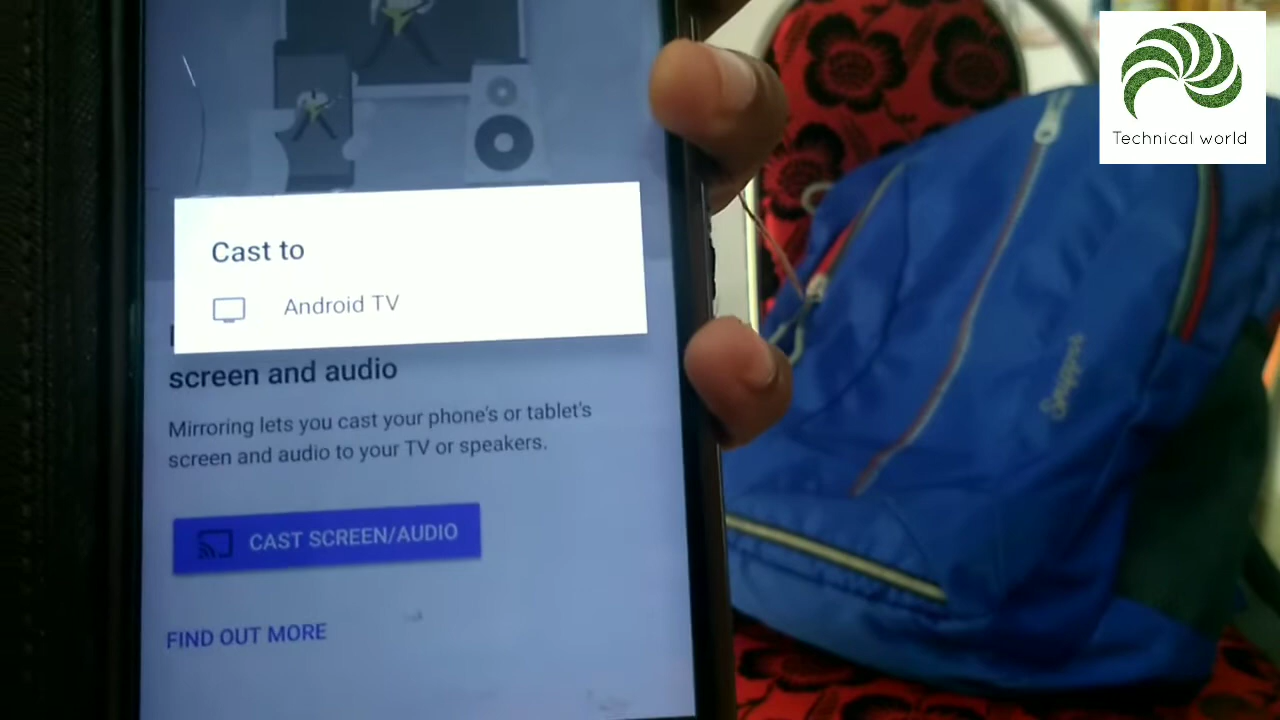 Technical world
Cast to
Android TV
screen and audio
Mirroring lets you cast your phone's or tablet's
screen and audio to your TV or speakers.
CAST SCREEN/AUDIO
FIND OUT MORE